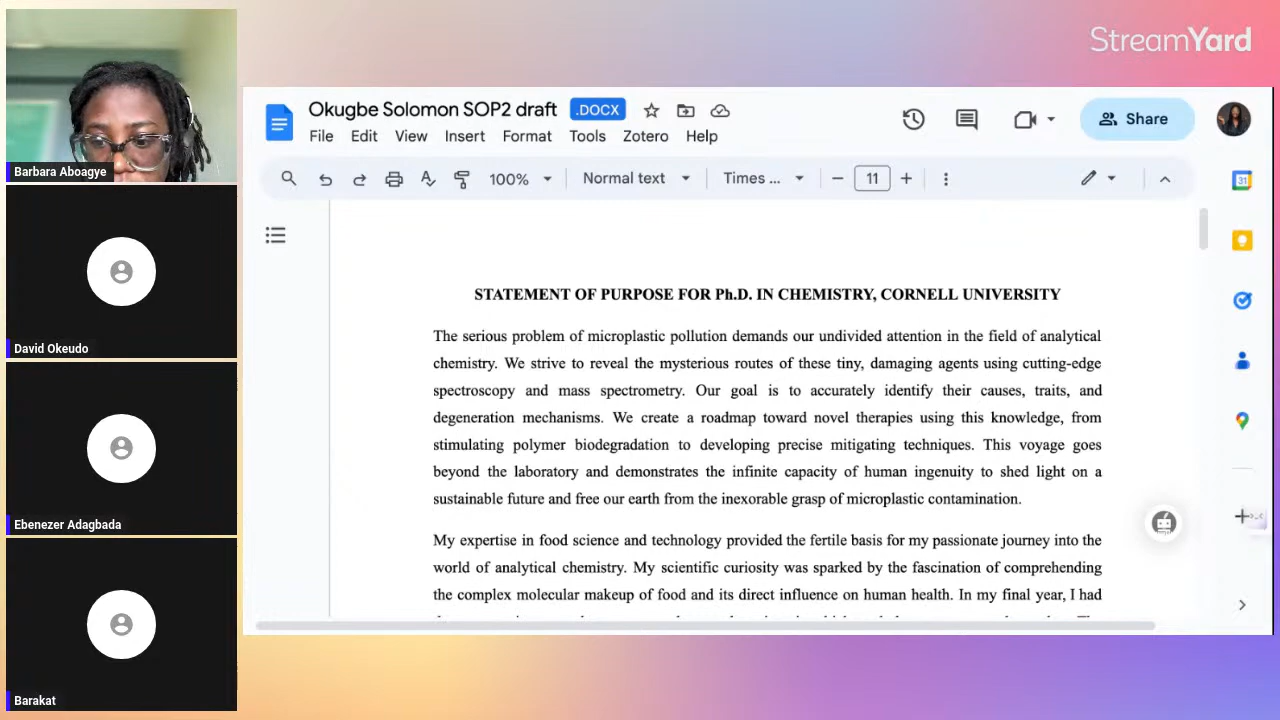 StreamYard
Barbara Aboagye
David Okeudo
Ebenezer Adagbada
Barakat
Okugbe Solomon SOP2 draft .DOCX
File Edit View Insert Format Tools Zotero Help
Share
100% Normal text Times ... 11
STATEMENT OF PURPOSE FOR Ph.D. IN CHEMISTRY, CORNELL UNIVERSITY
The serious problem of microplastic pollution demands our undivided attention in the field of analytical
chemistry. We strive to reveal the mysterious routes of these tiny, damaging agents using cutting-edge
spectroscopy and mass spectrometry. Our goal is to accurately identify their causes, traits, and
degeneration mechanisms. We create a roadmap toward novel therapies using this knowledge, from
stimulating polymer biodegradation to developing precise mitigating techniques. This voyage goes
beyond the laboratory and demonstrates the infinite capacity of human ingenuity to shed light on a
sustainable future and free our earth from the inexorable grasp of microplastic contamination.
My expertise in food science and technology provided the fertile basis for my passionate journey into the
world of analytical chemistry. My scientific curiosity was sparked by the fascination of comprehending
the complex molecular makeup of food and its direct influence on human health. In my final year, I had